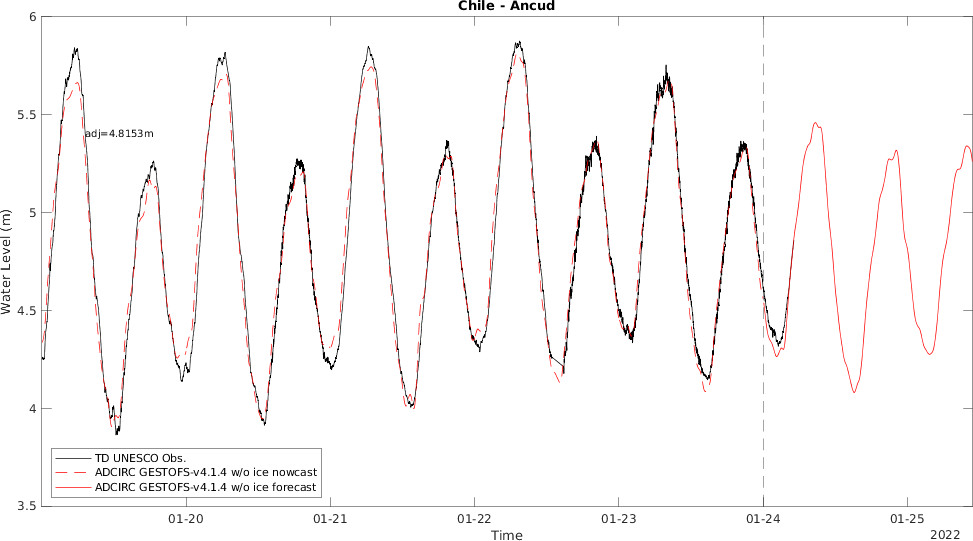 Chile - Ancud
6
5.5
5
4.5
4
3.5
Water Level (m)
adj=4.8153m
TD UNESCO Obs.
ADCIRC GESTOFS-v4.1.4 w/o ice nowcast
ADCIRC GESTOFS-v4.1.4 w/o ice forecast
01-20
01-21
01-22
01-23
01-24
01-25
Time
2022